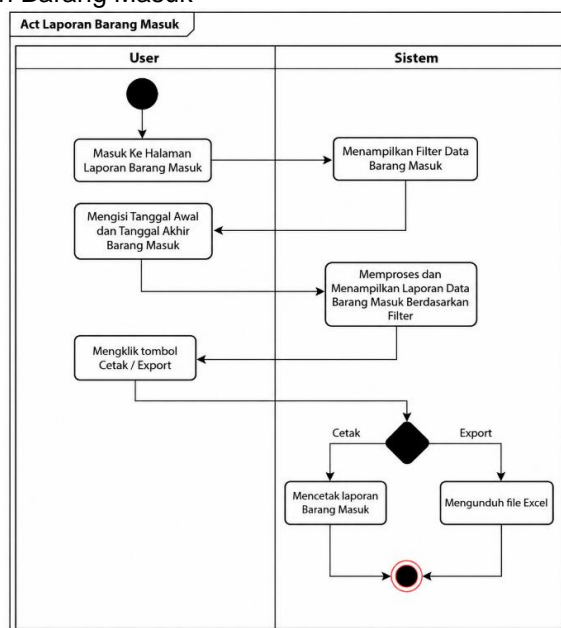 n Barang Masuk
Act Laporan Barang Masuk
User
Sistem
Masuk Ke Halaman
Laporan Barang Masuk
Menampilkan Filter Data
Barang Masuk
Mengisi Tanggal Awal
dan Tanggal Akhir
Barang Masuk
Memproses dan
Menampilkan Laporan Data
Barang Masuk Berdasarkan
Filter
Mengklik tombol
Cetak / Export
Cetak
Export
Mencetak laporan
Barang Masuk
Mengunduh file Excel